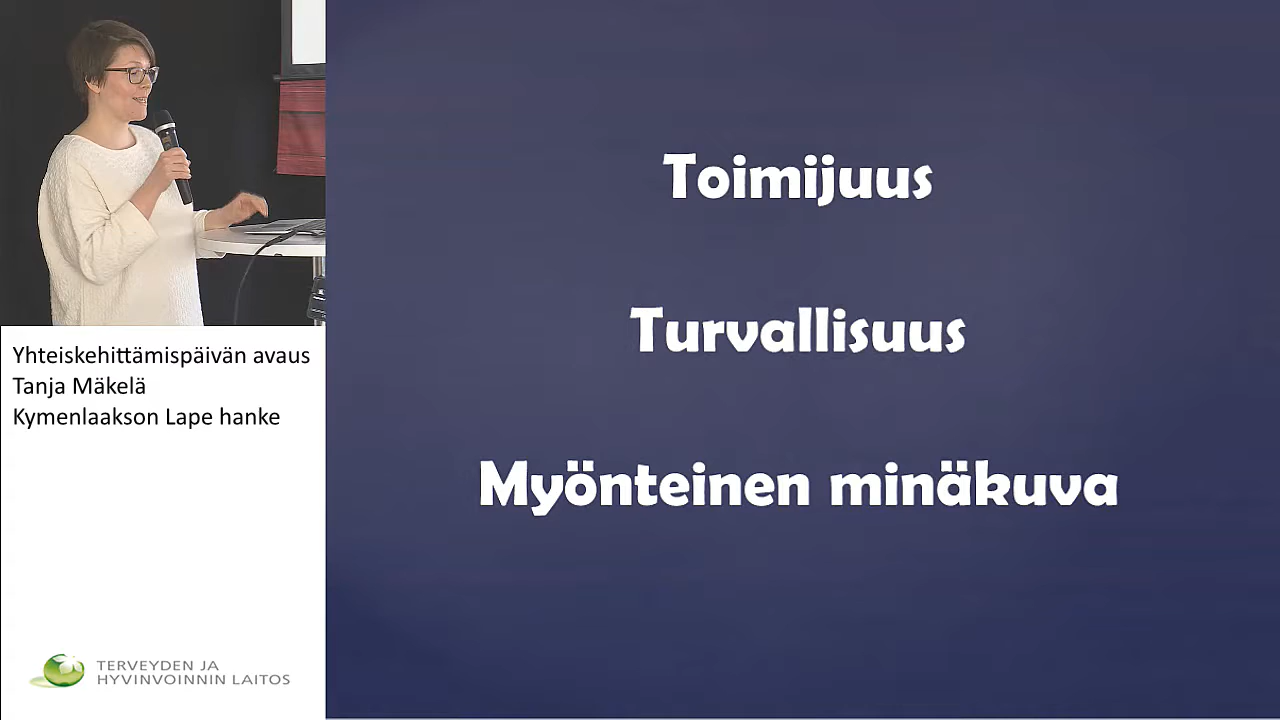 Toimijuus
Turvallisuus
Myönteinen minäkuva
Yhteiskehittämispäivän avaus
Tanja Mäkelä
Kymenlaakson Lape hanke
TERVEYDEN JA
HYVINVOINNIN LAITOS